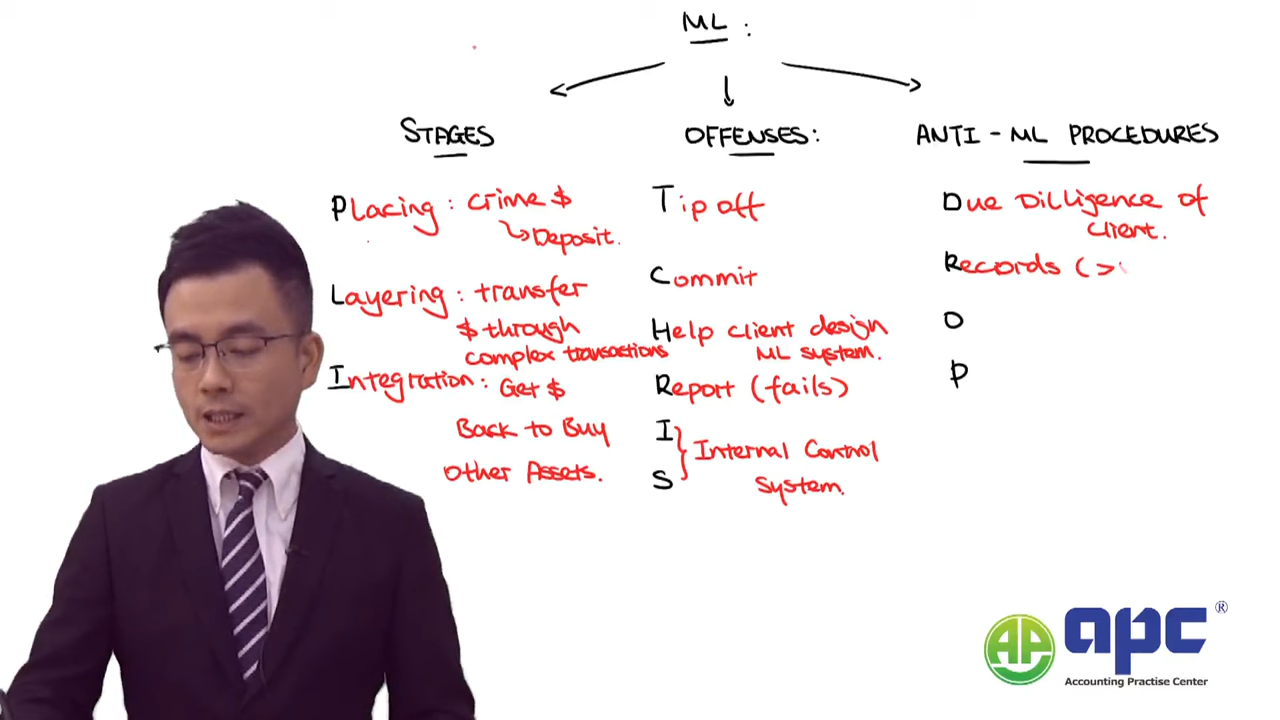 ML :
STAGES
Placing : crime $
Deposit.
Layering : transfer
$ through
complex transactions
Integration : Get $
Back to Buy
Other Assets.
OFFENSES:
Tip off
Commit
Help client design
ML system.
Report (fails)
I
S
Internal Control
System.
ANTI - ML PROCEDURES
Due Dilligence of
client.
Records (>
O
P
AP apc ®
Accounting Practise Center